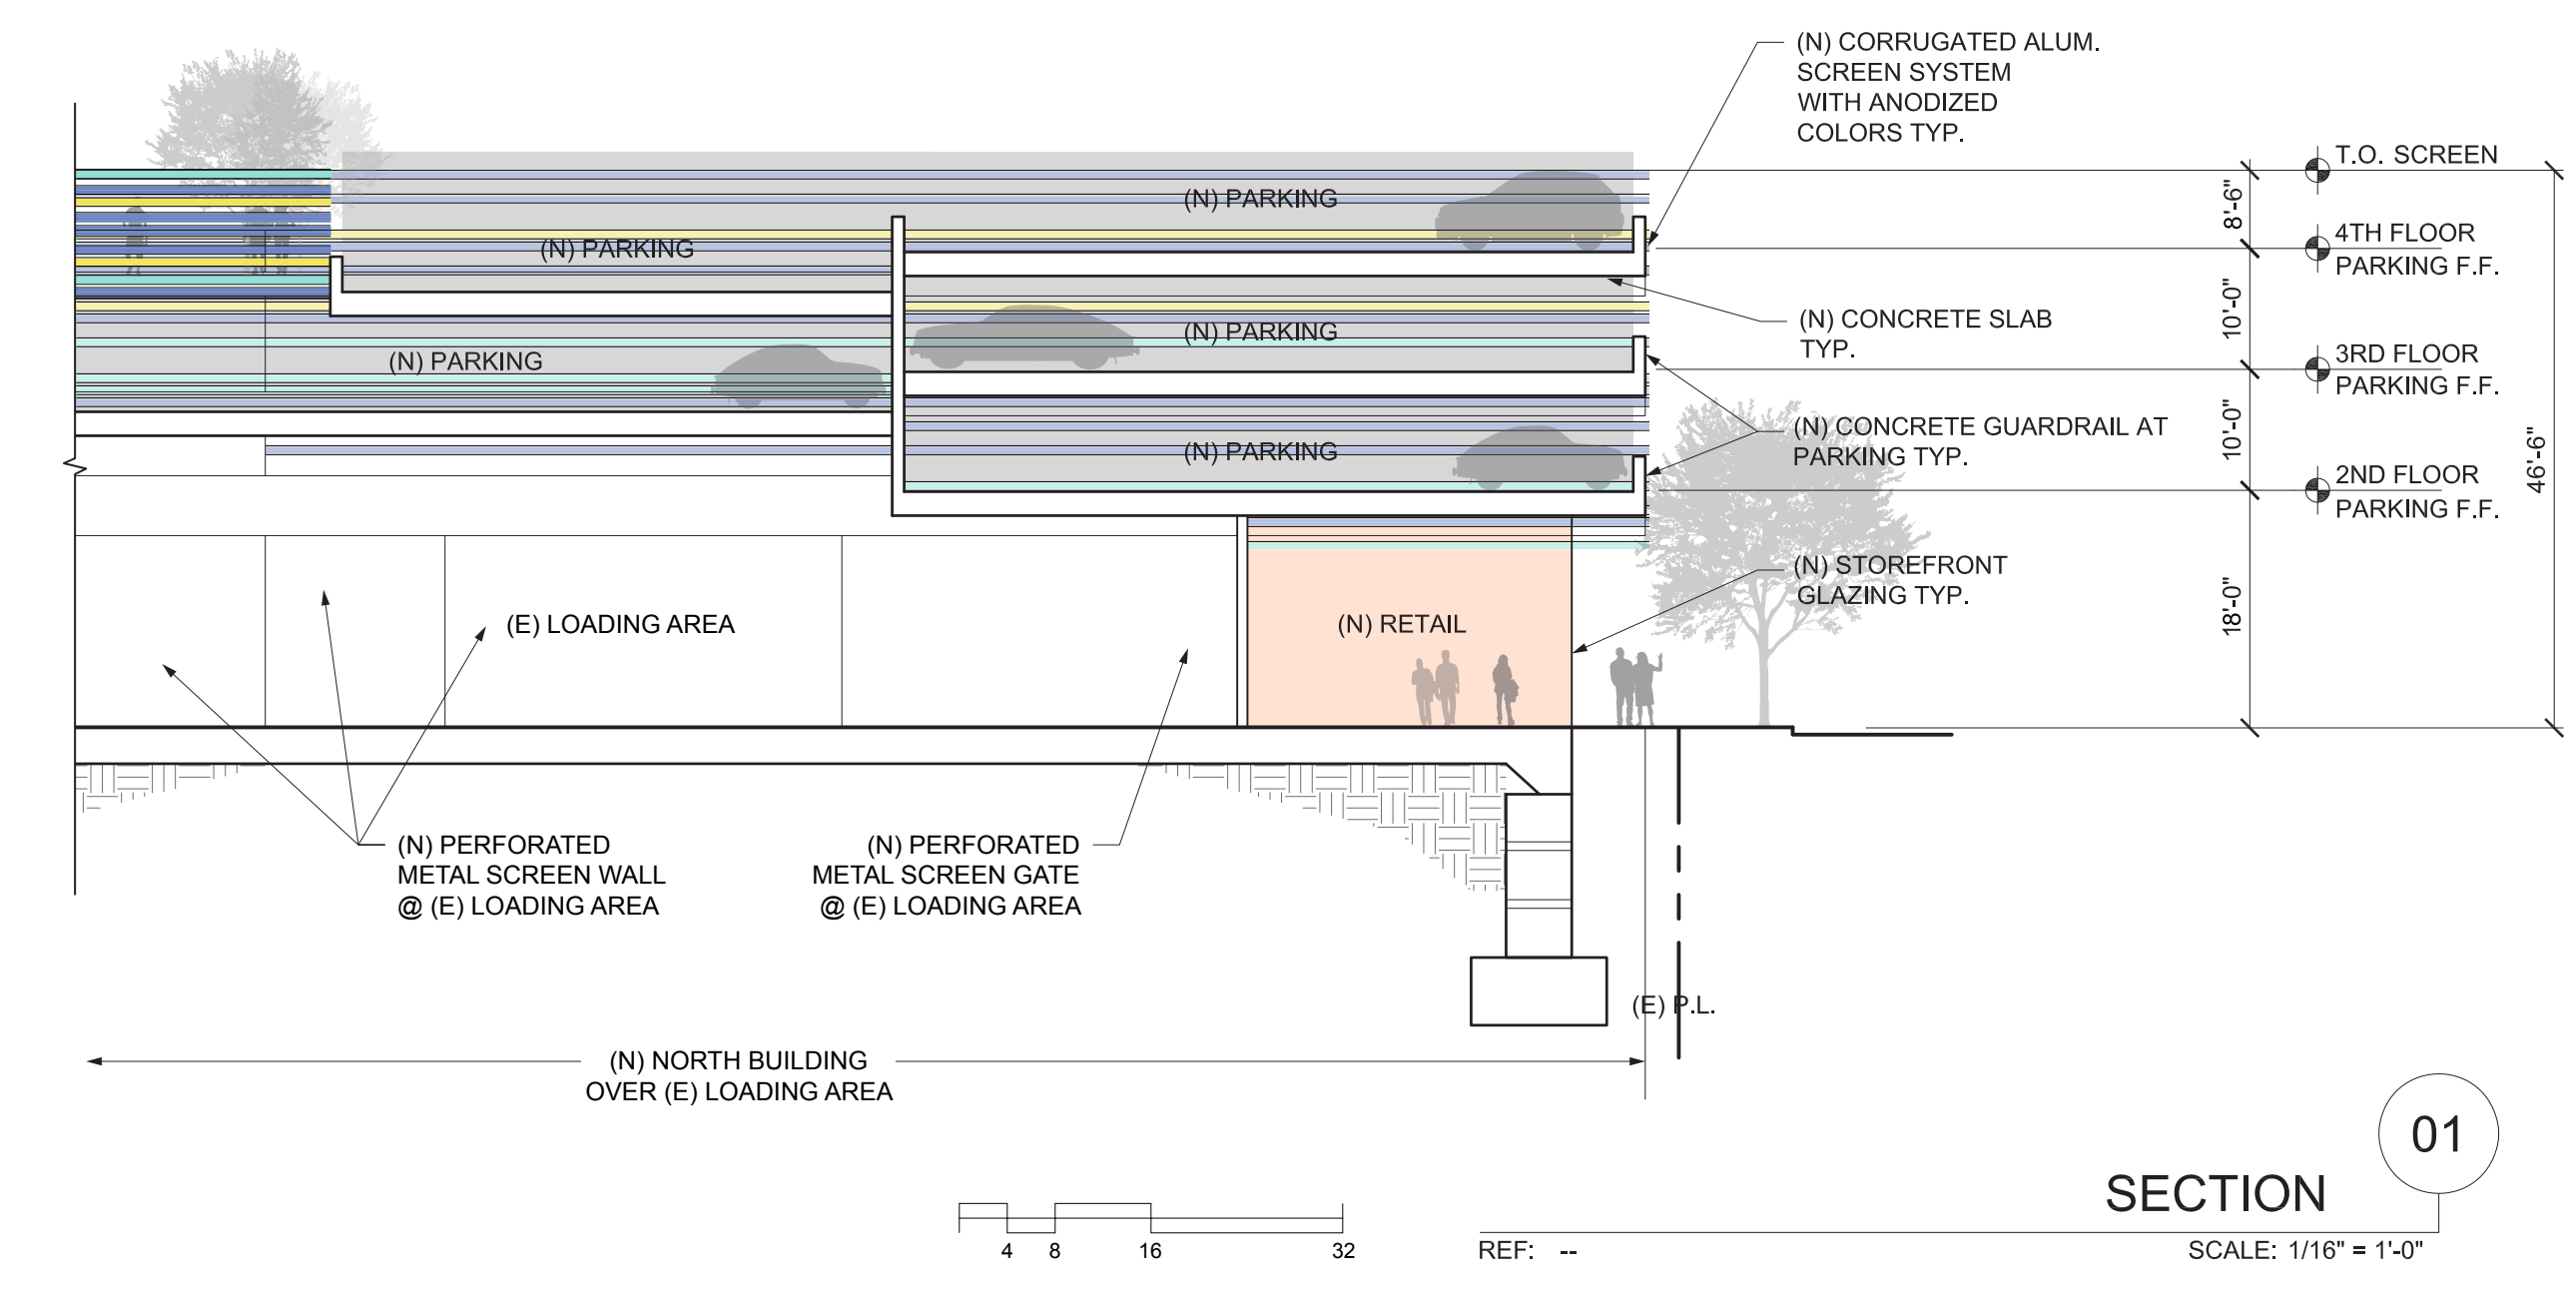 (N) CORRUGATED ALUM.
SCREEN SYSTEM
WITH ANODIZED
COLORS TYP.
T.O. SCREEN
8'-6"
(N) PARKING
(N) PARKING
4TH FLOOR
PARKING F.F.
10'-0"
(N) CONCRETE SLAB
TYP.
(N) PARKING
(N) PARKING
3RD FLOOR
PARKING F.F.
10'-0"
46'-6"
(N) CONCRETE GUARDRAIL AT
PARKING TYP.
(N) PARKING
2ND FLOOR
PARKING F.F.
(N) STOREFRONT
GLAZING TYP.
18'-0"
(E) LOADING AREA
(N) RETAIL
(N) PERFORATED
METAL SCREEN WALL
@ (E) LOADING AREA
(N) PERFORATED
METAL SCREEN GATE
@ (E) LOADING AREA
(E) P.L.
(N) NORTH BUILDING
OVER (E) LOADING AREA
01
SECTION
4 8 16 32
REF: --
SCALE: 1/16" = 1'-0"